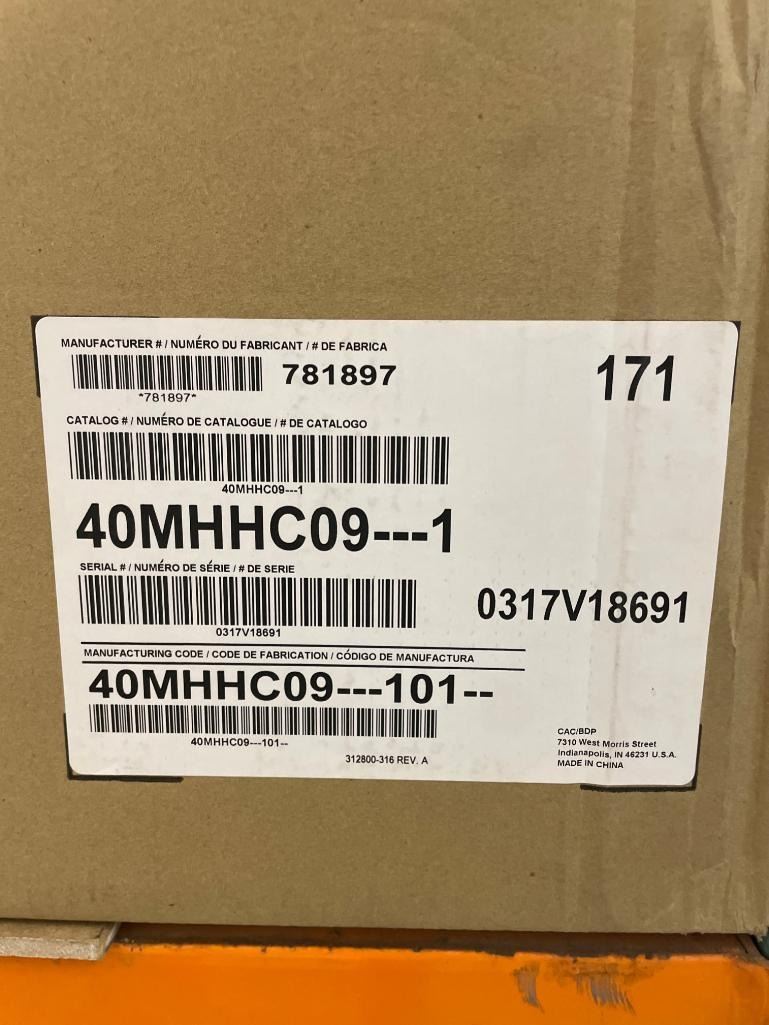 MANUFACTURER # / NUMÉRO DU FABRICANT / # DE FABRICA
781897
171
*781897*
CATALOG # / NUMÉRO DE CATALOGUE / # DE CATALOGO
40MHHC09---1
40MHHC09---1
SERIAL # / NUMÉRO DE SÉRIE / # DE SERIE
0317V18691
0317V18691
MANUFACTURING CODE / CODE DE FABRICATION / CÓDIGO DE MANUFACTURA
40MHHC09---101--
40MHHC09---101--
312800-316 REV. A
CAC/BDP
7310 West Morris Street
Indianapolis, IN 46231 U.S.A.
MADE IN CHINA